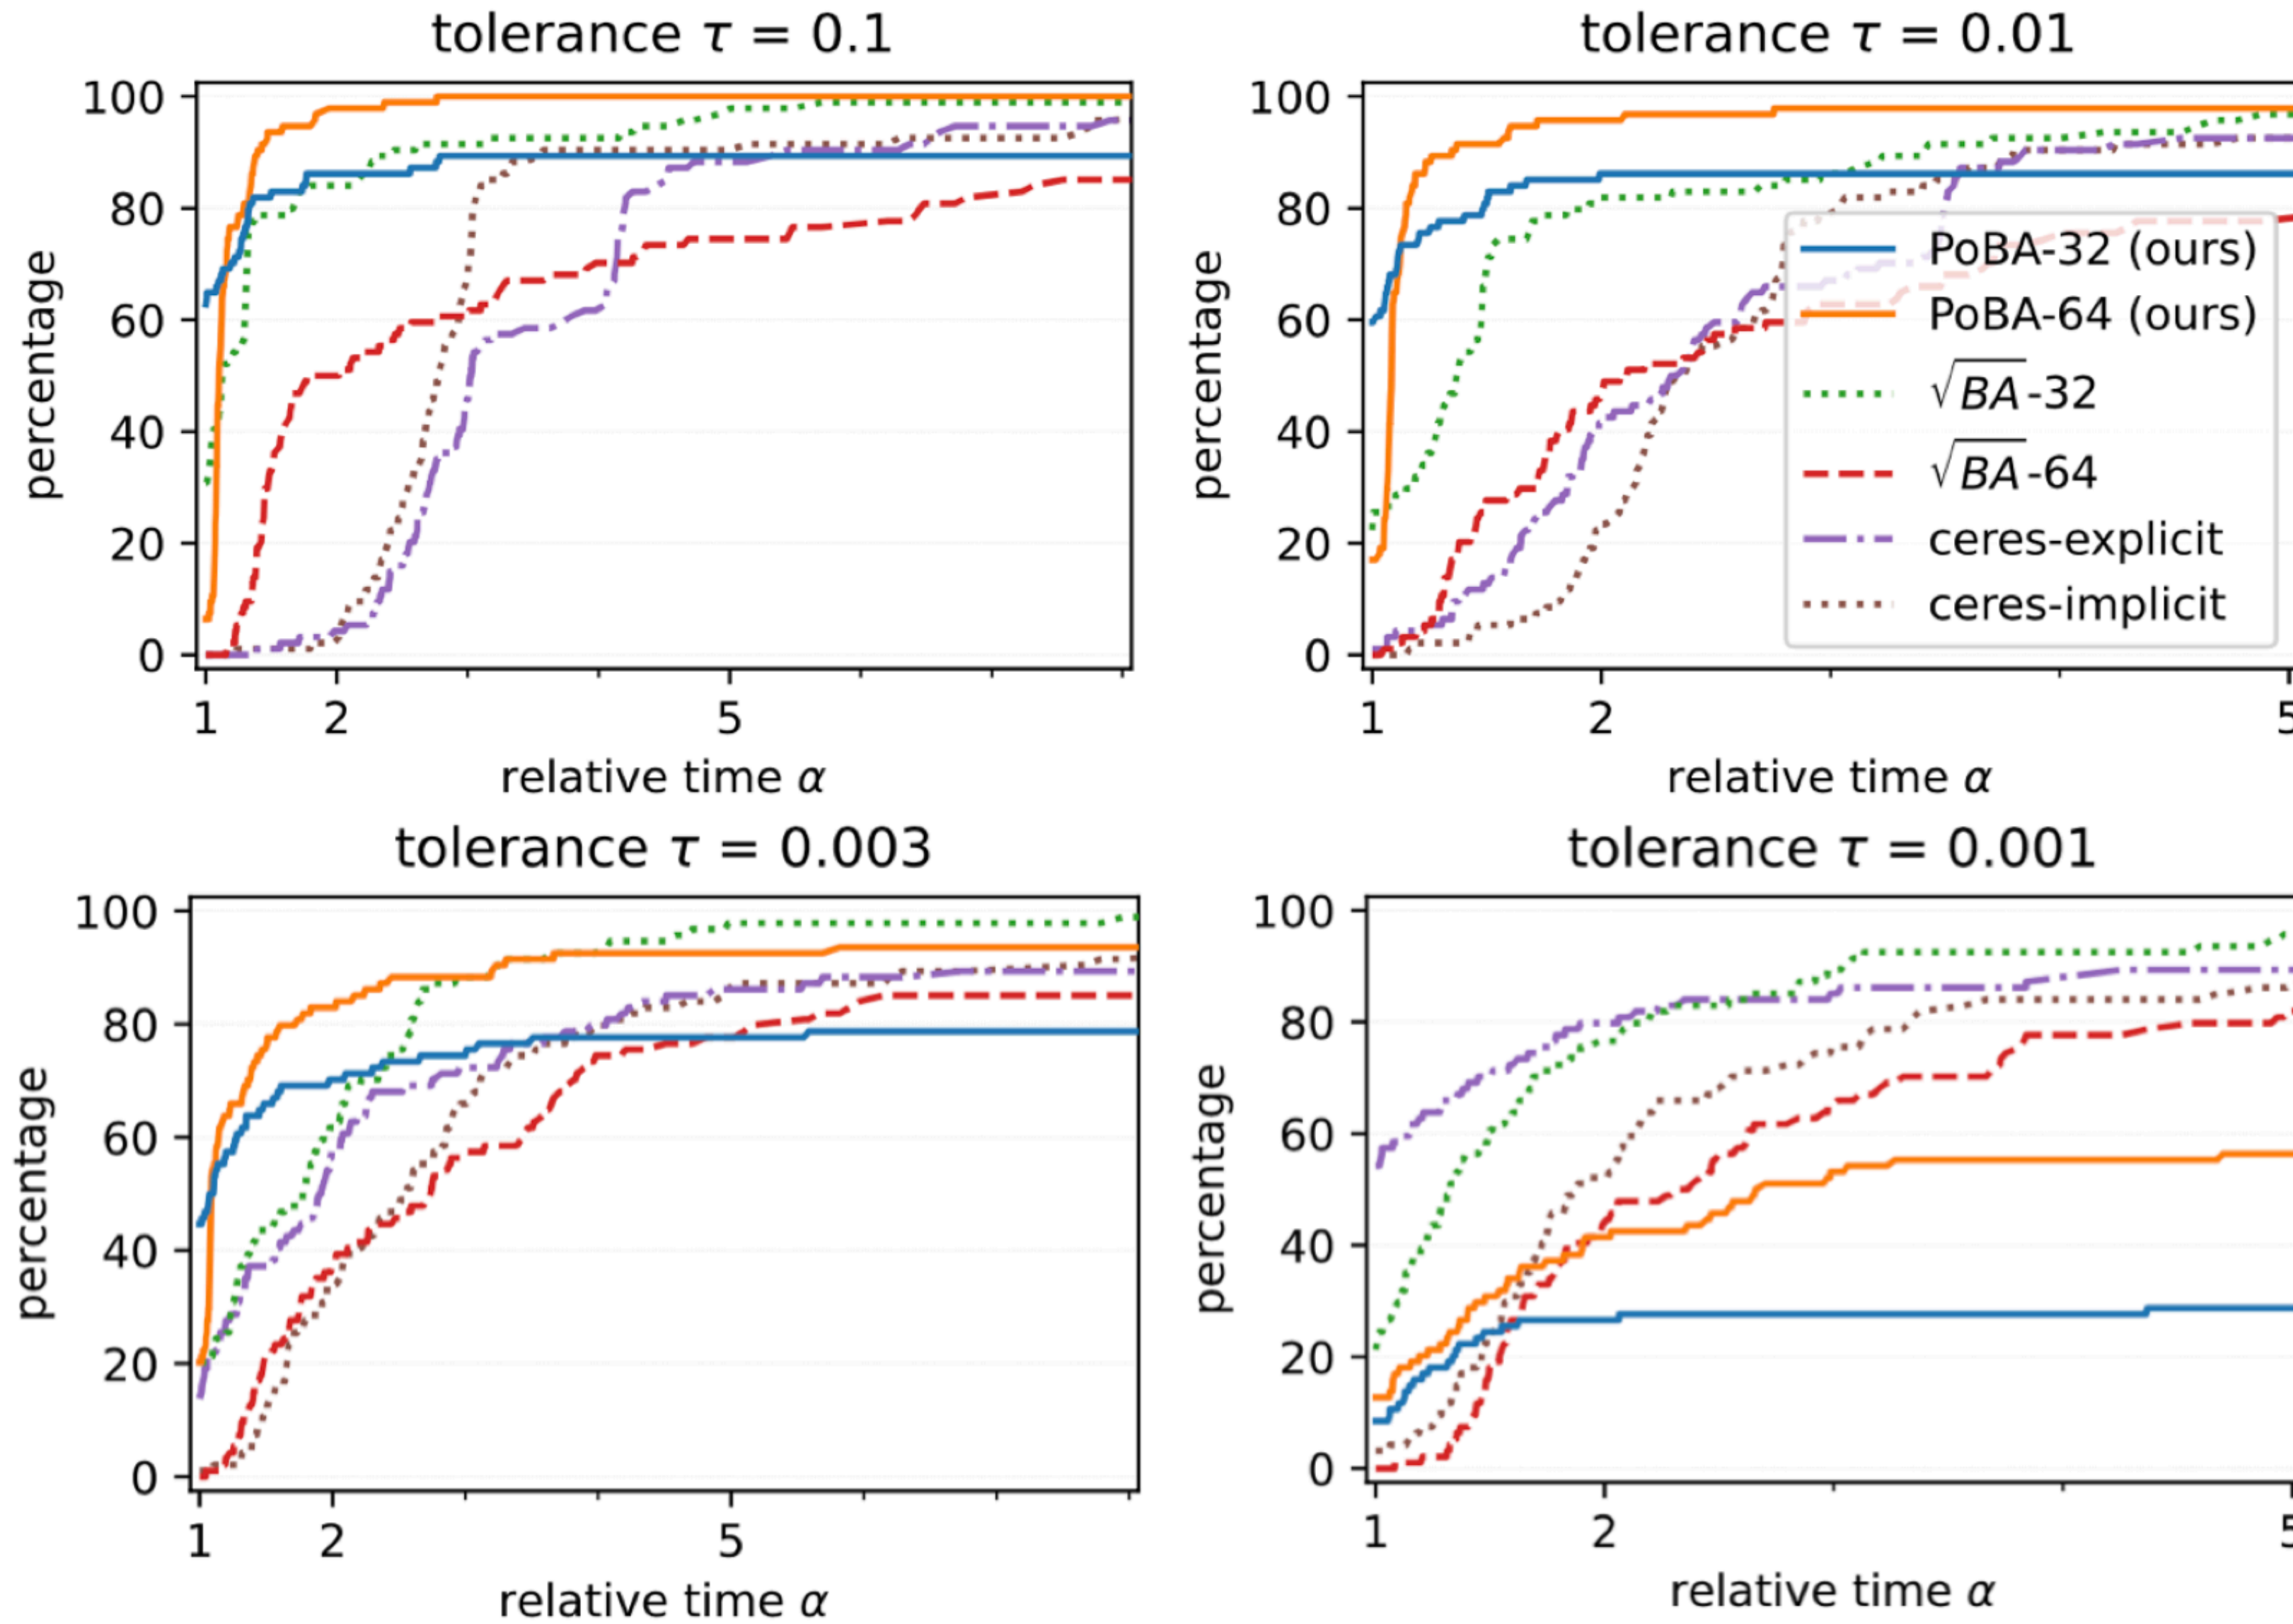 tolerance τ = 0.1
100
80
60
40
20
0
percentage
1 2 5
relative time α
tolerance τ = 0.01
100
80
60
40
20
0
percentage
PoBA-32 (ours)
PoBA-64 (ours)
√BA-32
√BA-64
ceres-explicit
ceres-implicit
1 2 5
relative time α
tolerance τ = 0.003
100
80
60
40
20
0
percentage
1 2 5
relative time α
tolerance τ = 0.001
100
80
60
40
20
0
percentage
1 2 5
relative time α